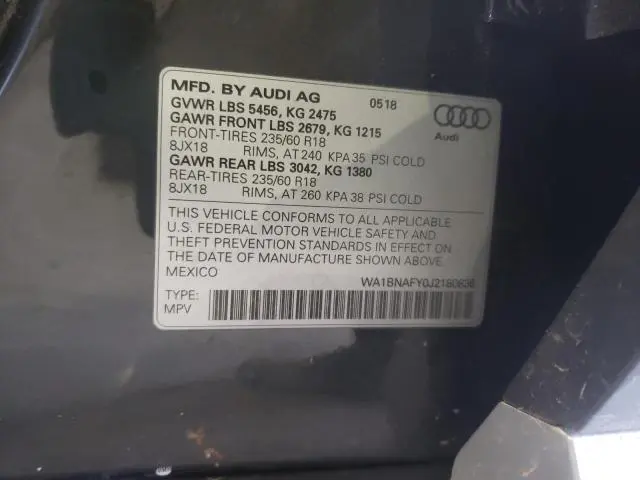 MFD. BY AUDI AG 0518
GVWR LBS 5456, KG 2475
GAWR FRONT LBS 2679, KG 1215
FRONT-TIRES 235/60 R18
8JX18 RIMS, AT 240 KPA 35 PSI COLD
GAWR REAR LBS 3042, KG 1380
REAR-TIRES 235/60 R18
8JX18 RIMS, AT 260 KPA 38 PSI COLD
Audi
THIS VEHICLE CONFORMS TO ALL APPLICABLE
U.S. FEDERAL MOTOR VEHICLE SAFETY AND
THEFT PREVENTION STANDARDS IN EFFECT ON
THE DATE OF MANUFACTURE SHOWN ABOVE.
MEXICO
TYPE:
MPV